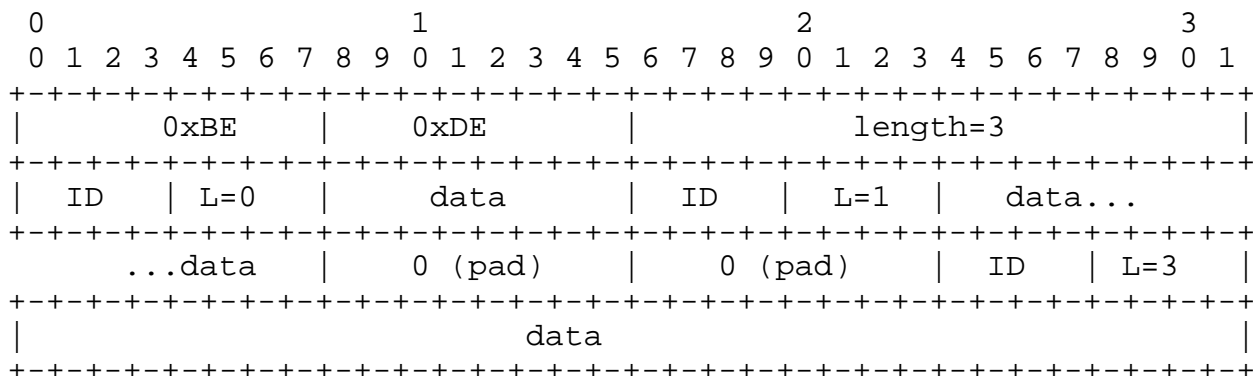 0                   1                   2                   3
 0 1 2 3 4 5 6 7 8 9 0 1 2 3 4 5 6 7 8 9 0 1 2 3 4 5 6 7 8 9 0 1
+-+-+-+-+-+-+-+-+-+-+-+-+-+-+-+-+-+-+-+-+-+-+-+-+-+-+-+-+-+-+-+-+
|       0xBE    |    0xDE       |           length=3            |
+-+-+-+-+-+-+-+-+-+-+-+-+-+-+-+-+-+-+-+-+-+-+-+-+-+-+-+-+-+-+-+-+
|  ID   | L=0   |     data      |  ID   |  L=1  |   data...
+-+-+-+-+-+-+-+-+-+-+-+-+-+-+-+-+-+-+-+-+-+-+-+-+-+-+-+-+-+-+-+-+
      ...data   |    0 (pad)    |    0 (pad)    |  ID   | L=3   |
+-+-+-+-+-+-+-+-+-+-+-+-+-+-+-+-+-+-+-+-+-+-+-+-+-+-+-+-+-+-+-+-+
|                          data                                 |
+-+-+-+-+-+-+-+-+-+-+-+-+-+-+-+-+-+-+-+-+-+-+-+-+-+-+-+-+-+-+-+-+